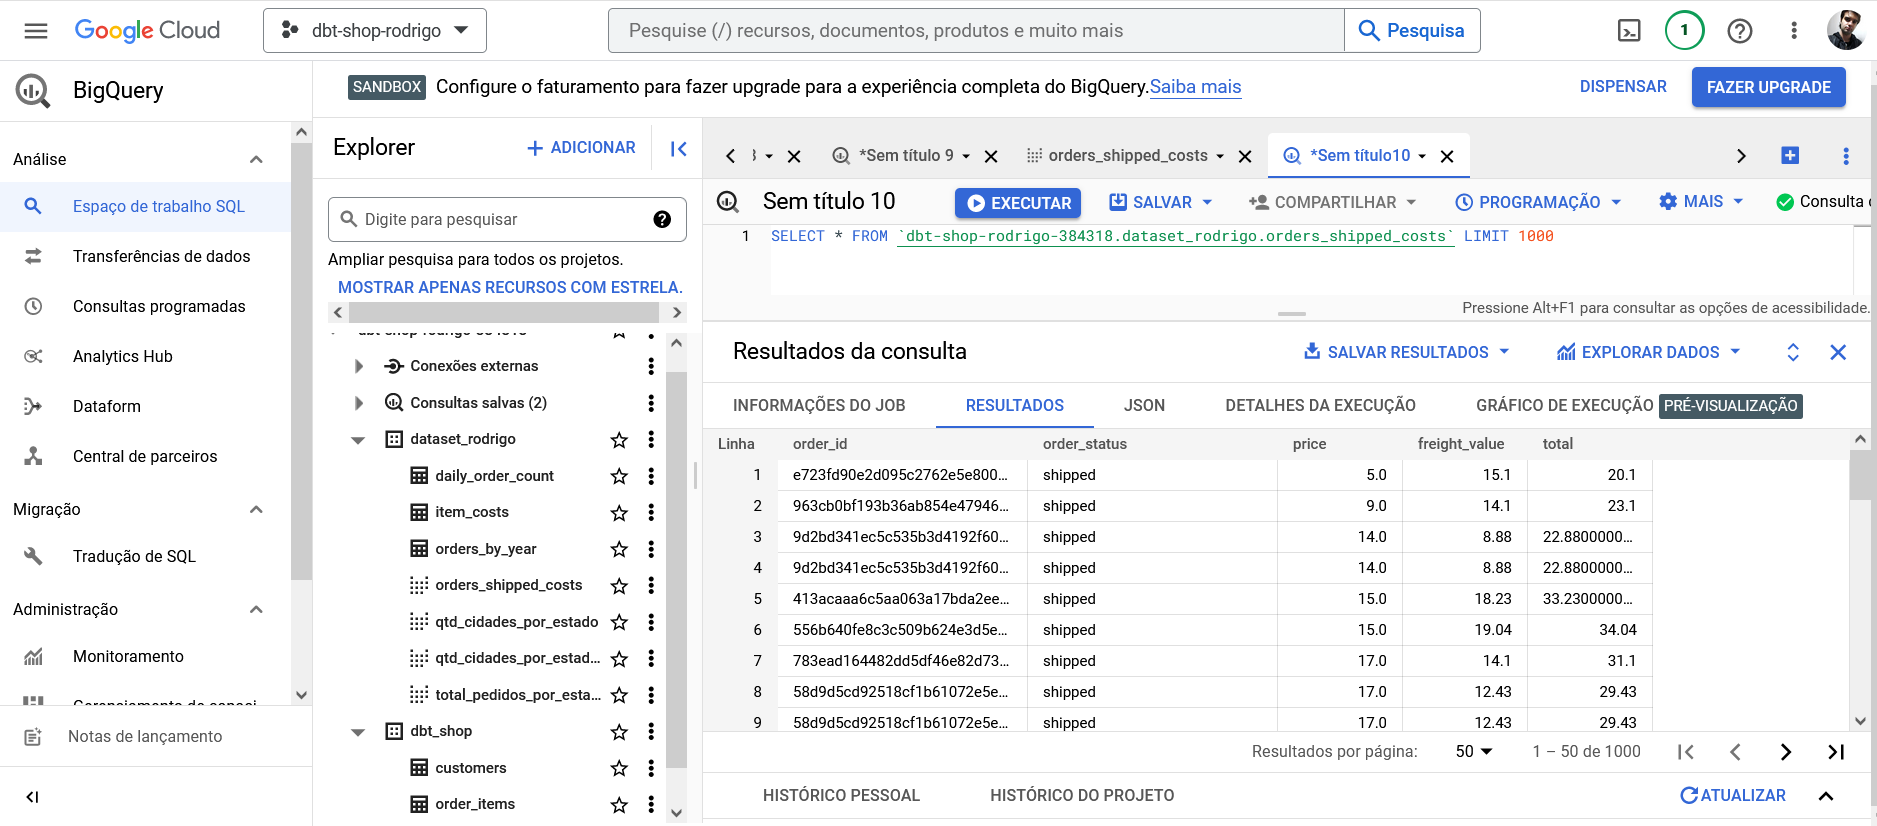 Google Cloud
dbt-shop-rodrigo
Pesquise (/) recursos, documentos, produtos e muito mais
Pesquisa
1
BigQuery
SANDBOX Configure o faturamento para fazer upgrade para a experiência completa do BigQuery. Saiba mais
DISPENSAR
FAZER UPGRADE
Análise
Espaço de trabalho SQL
Transferências de dados
Consultas programadas
Analytics Hub
Dataform
Central de parceiros
Migração
Tradução de SQL
Administração
Monitoramento
Notas de lançamento
Explorer
ADICIONAR
Digite para pesquisar
Ampliar pesquisa para todos os projetos.
MOSTRAR APENAS RECURSOS COM ESTRELA.
Conexões externas
Consultas salvas (2)
dataset_rodrigo
daily_order_count
item_costs
orders_by_year
orders_shipped_costs
qtd_cidades_por_estado
qtd_cidades_por_estad...
total_pedidos_por_esta...
dbt_shop
customers
order_items
*Sem título 9
orders_shipped_costs
*Sem título10
Sem título 10
EXECUTAR
SALVAR
COMPARTILHAR
PROGRAMAÇÃO
MAIS
Consulta
1 SELECT * FROM `dbt-shop-rodrigo-384318.dataset_rodrigo.orders_shipped_costs` LIMIT 1000
Pressione Alt+F1 para consultar as opções de acessibilidade.
Resultados da consulta
SALVAR RESULTADOS
EXPLORAR DADOS
INFORMAÇÕES DO JOB RESULTADOS JSON DETALHES DA EXECUÇÃO GRÁFICO DE EXECUÇÃO PRÉ-VISUALIZAÇÃO
Linha order_id order_status price freight_value total
1 e723fd90e2d095c2762e5e800... shipped 5.0 15.1 20.1
2 963cb0bf193b36ab854e47946... shipped 9.0 14.1 23.1
3 9d2bd341ec5c535b3d4192f60... shipped 14.0 8.88 22.8800000...
4 9d2bd341ec5c535b3d4192f60... shipped 14.0 8.88 22.8800000...
5 413acaaa6c5aa063a17bda2ee... shipped 15.0 18.23 33.2300000...
6 556b640fe8c3c509b624e3d5e... shipped 15.0 19.04 34.04
7 783ead164482dd5df46e82d73... shipped 17.0 14.1 31.1
8 58d9d5cd92518cf1b61072e5e... shipped 17.0 12.43 29.43
9 58d9d5cd92518cf1b61072e5e... shipped 17.0 12.43 29.43
Resultados por página: 50 1 – 50 de 1000
HISTÓRICO PESSOAL
HISTÓRICO DO PROJETO
ATUALIZAR